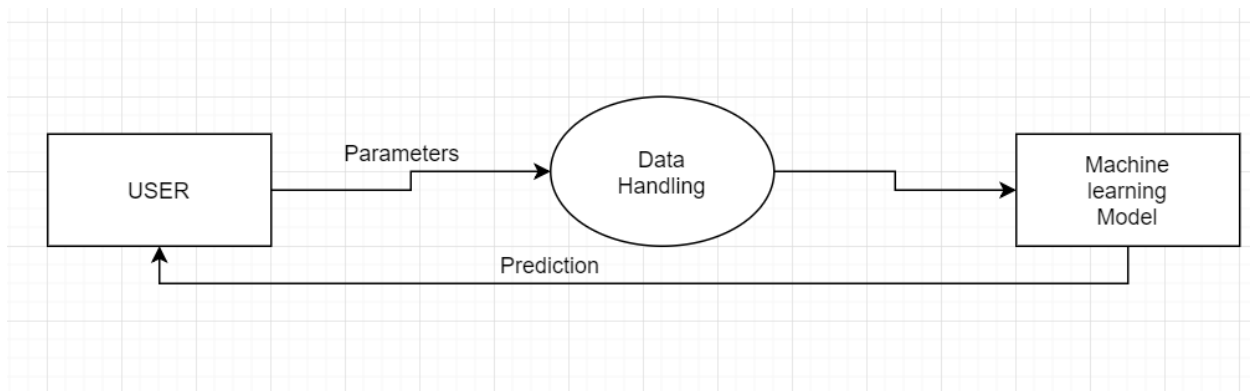 USER
Parameters
Data
Handling
Machine
learning
Model
Prediction